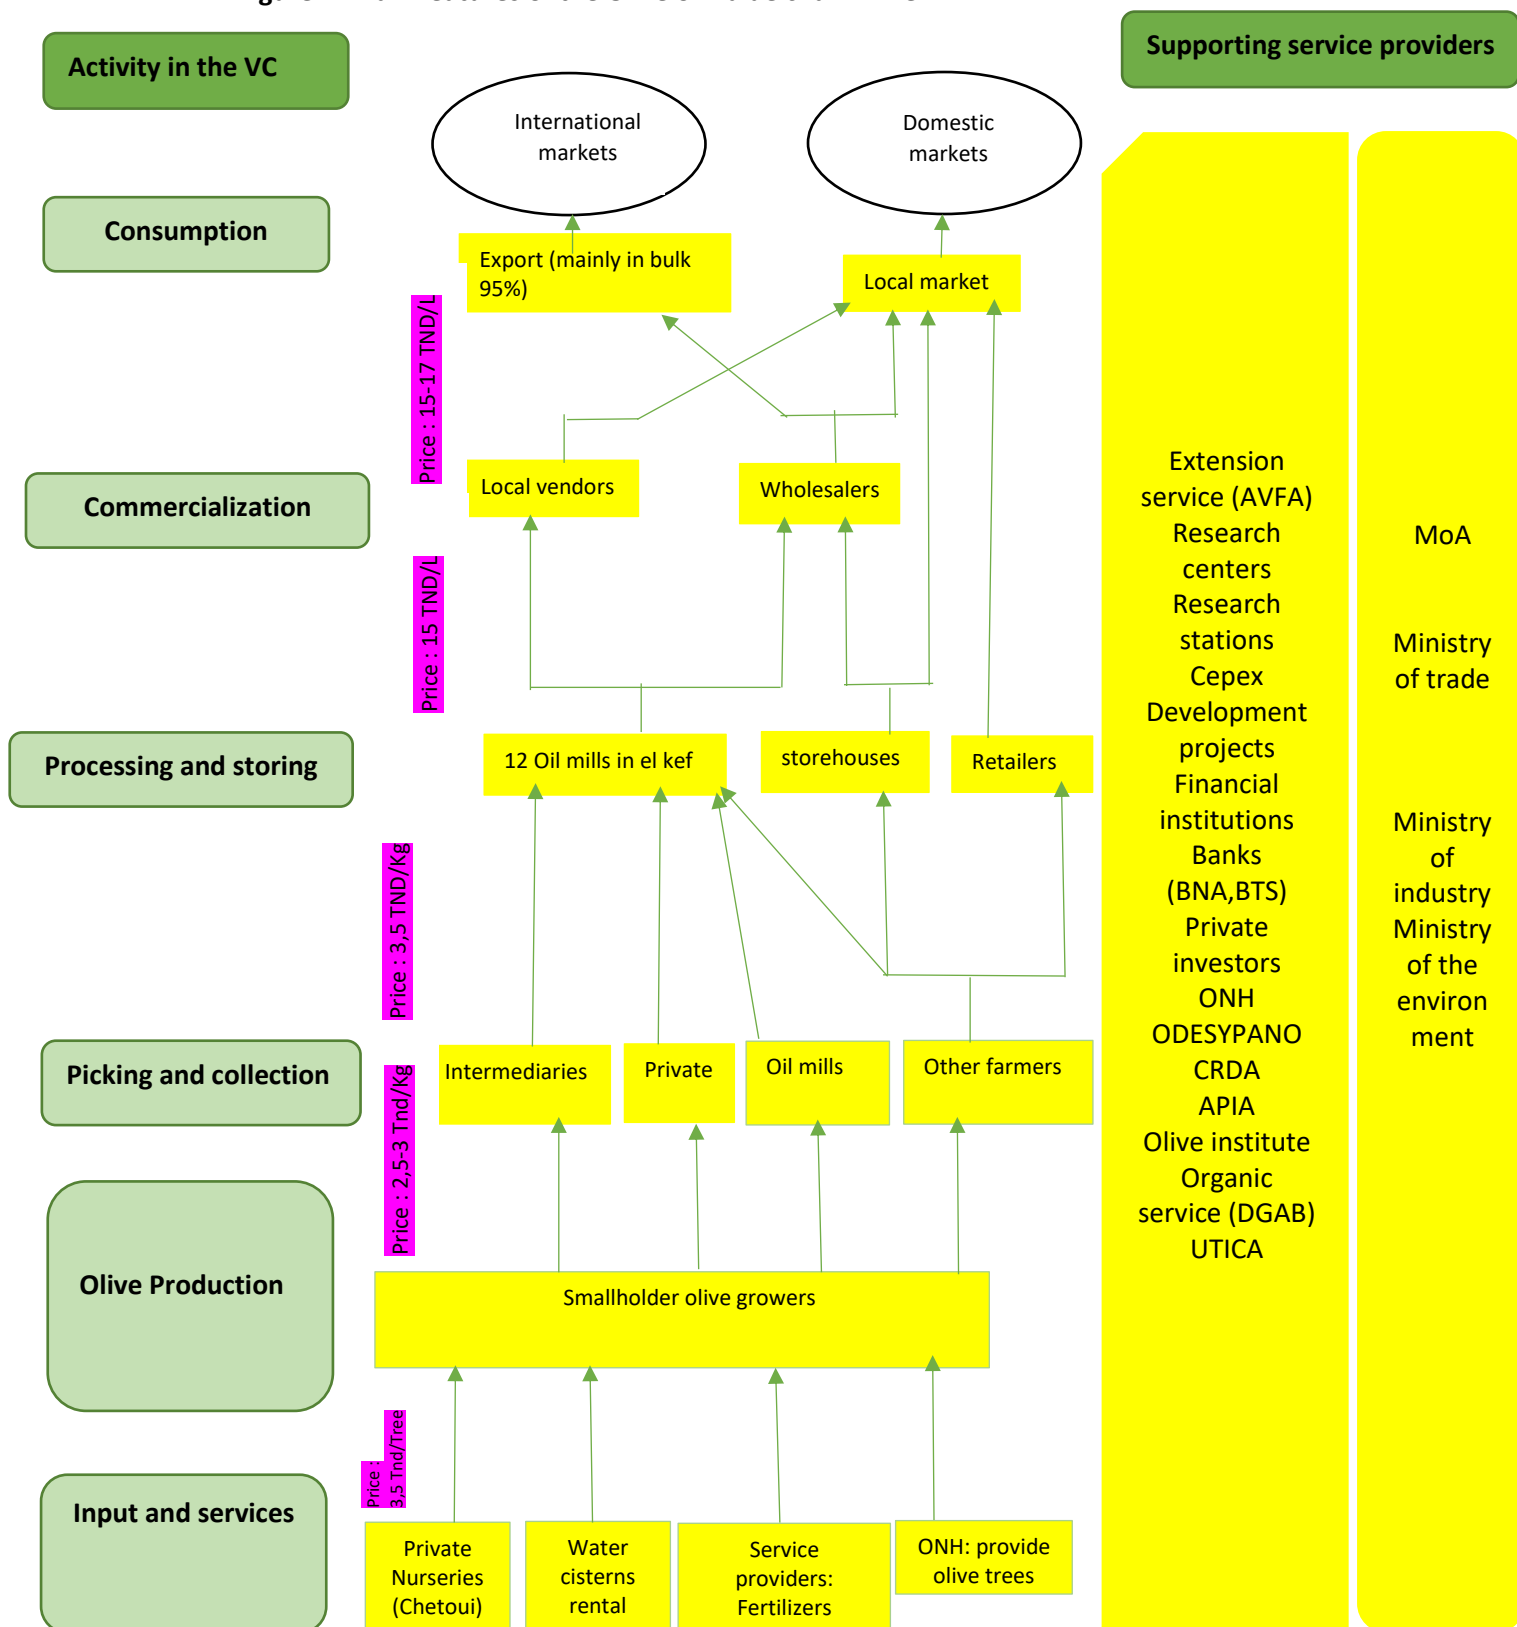 Activity in the VC
Supporting service providers
International
markets
Domestic
markets
Consumption
Export (mainly in bulk
95%)
Local market
Price : 15-17 TND/L
Commercialization
Local vendors
Wholesalers
Price : 15 TND/L
Processing and storing
12 Oil mills in el kef
storehouses
Retailers
Price : 3,5 TND/Kg
Picking and collection
Intermediaries
Private
Oil mills
Other farmers
Price : 2,5-3 Tnd/Kg
Olive Production
Smallholder olive growers
Price :
3,5 Tnd/Tree
Input and services
Private
Nurseries
(Chetoui)
Water
cisterns
rental
Service
providers:
Fertilizers
ONH: provide
olive trees
Extension
service (AVFA)
Research
centers
Research
stations
Cepex
Development
projects
Financial
institutions
Banks
(BNA,BTS)
Private
investors
ONH
ODESYPANO
CRDA
APIA
Olive institute
Organic
service (DGAB)
UTICA
MoA
Ministry
of trade
Ministry
of
industry
Ministry
of the
environ
ment